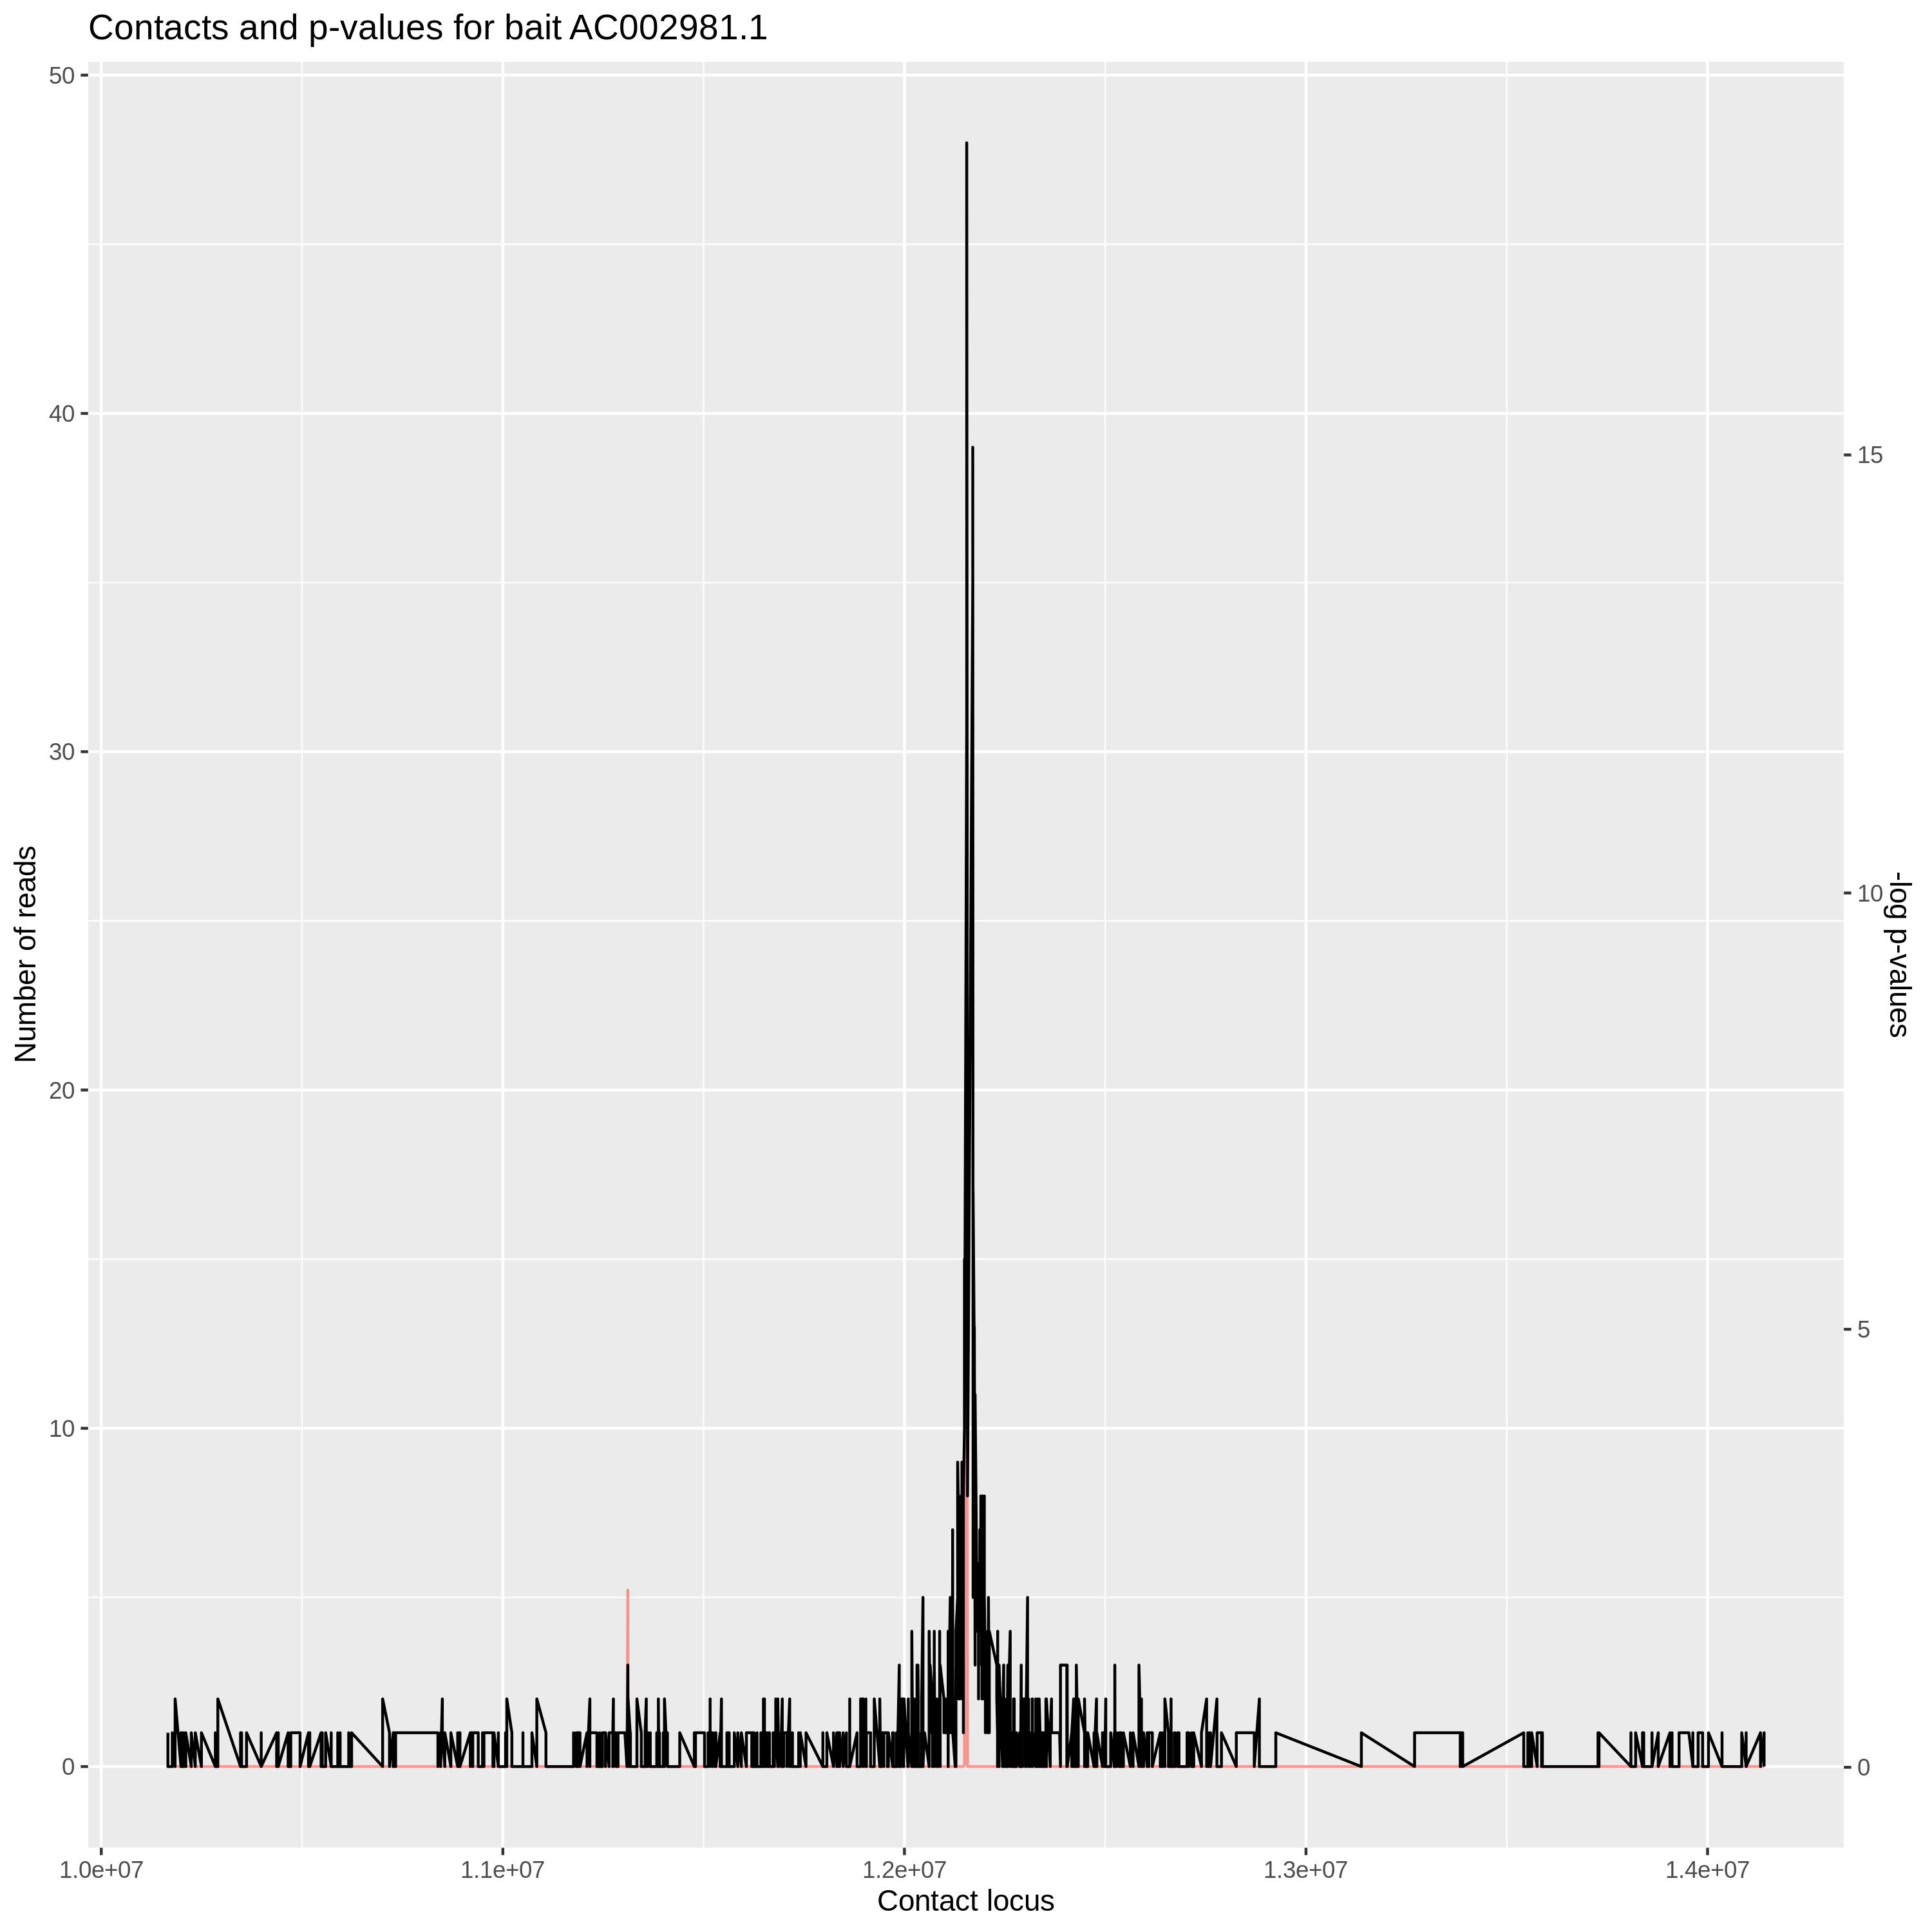 Contacts and p-values for bait AC002981.1
50
40
30
20
10
0
Number of reads
15
10
5
0
-log p-values
1.0e+07 1.1e+07 1.2e+07 1.3e+07 1.4e+07
Contact locus